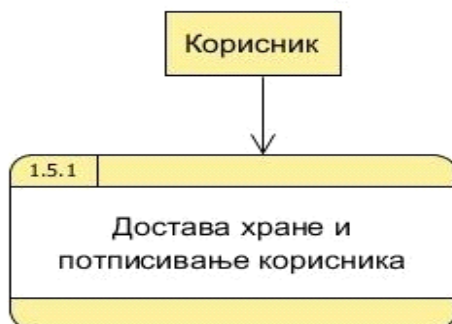 Корисник
1.5.1
Достава хране и
потписивање корисника